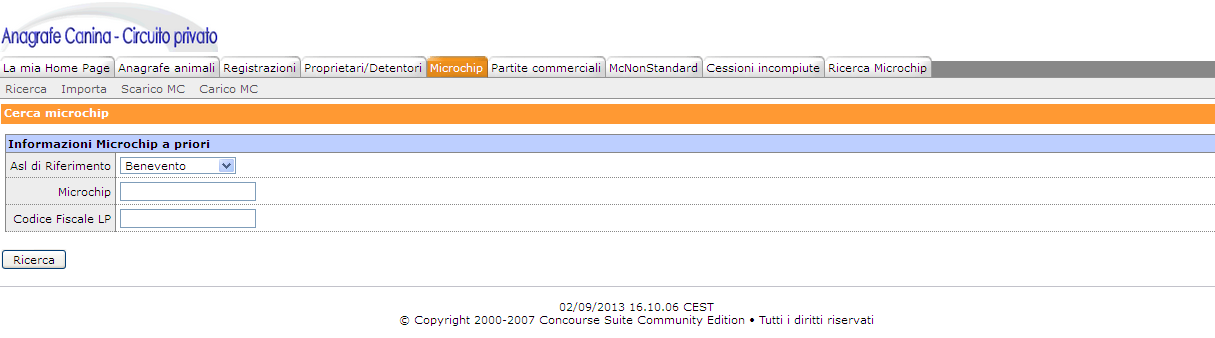 Anagrafe Canina - Circuito privato
La mia Home Page Anagrafe animali Registrazioni Proprietari/Detentori Microchip Partite commerciali McNonStandard Cessioni incompiute Ricerca Microchip
Ricerca Importa Scarico MC Carico MC
Cerca microchip
Informazioni Microchip a priori
Asl di Riferimento Benevento
Microchip
Codice Fiscale LP
Ricerca
02/09/2013 16.10.06 CEST
© Copyright 2000-2007 Concourse Suite Community Edition • Tutti i diritti riservati